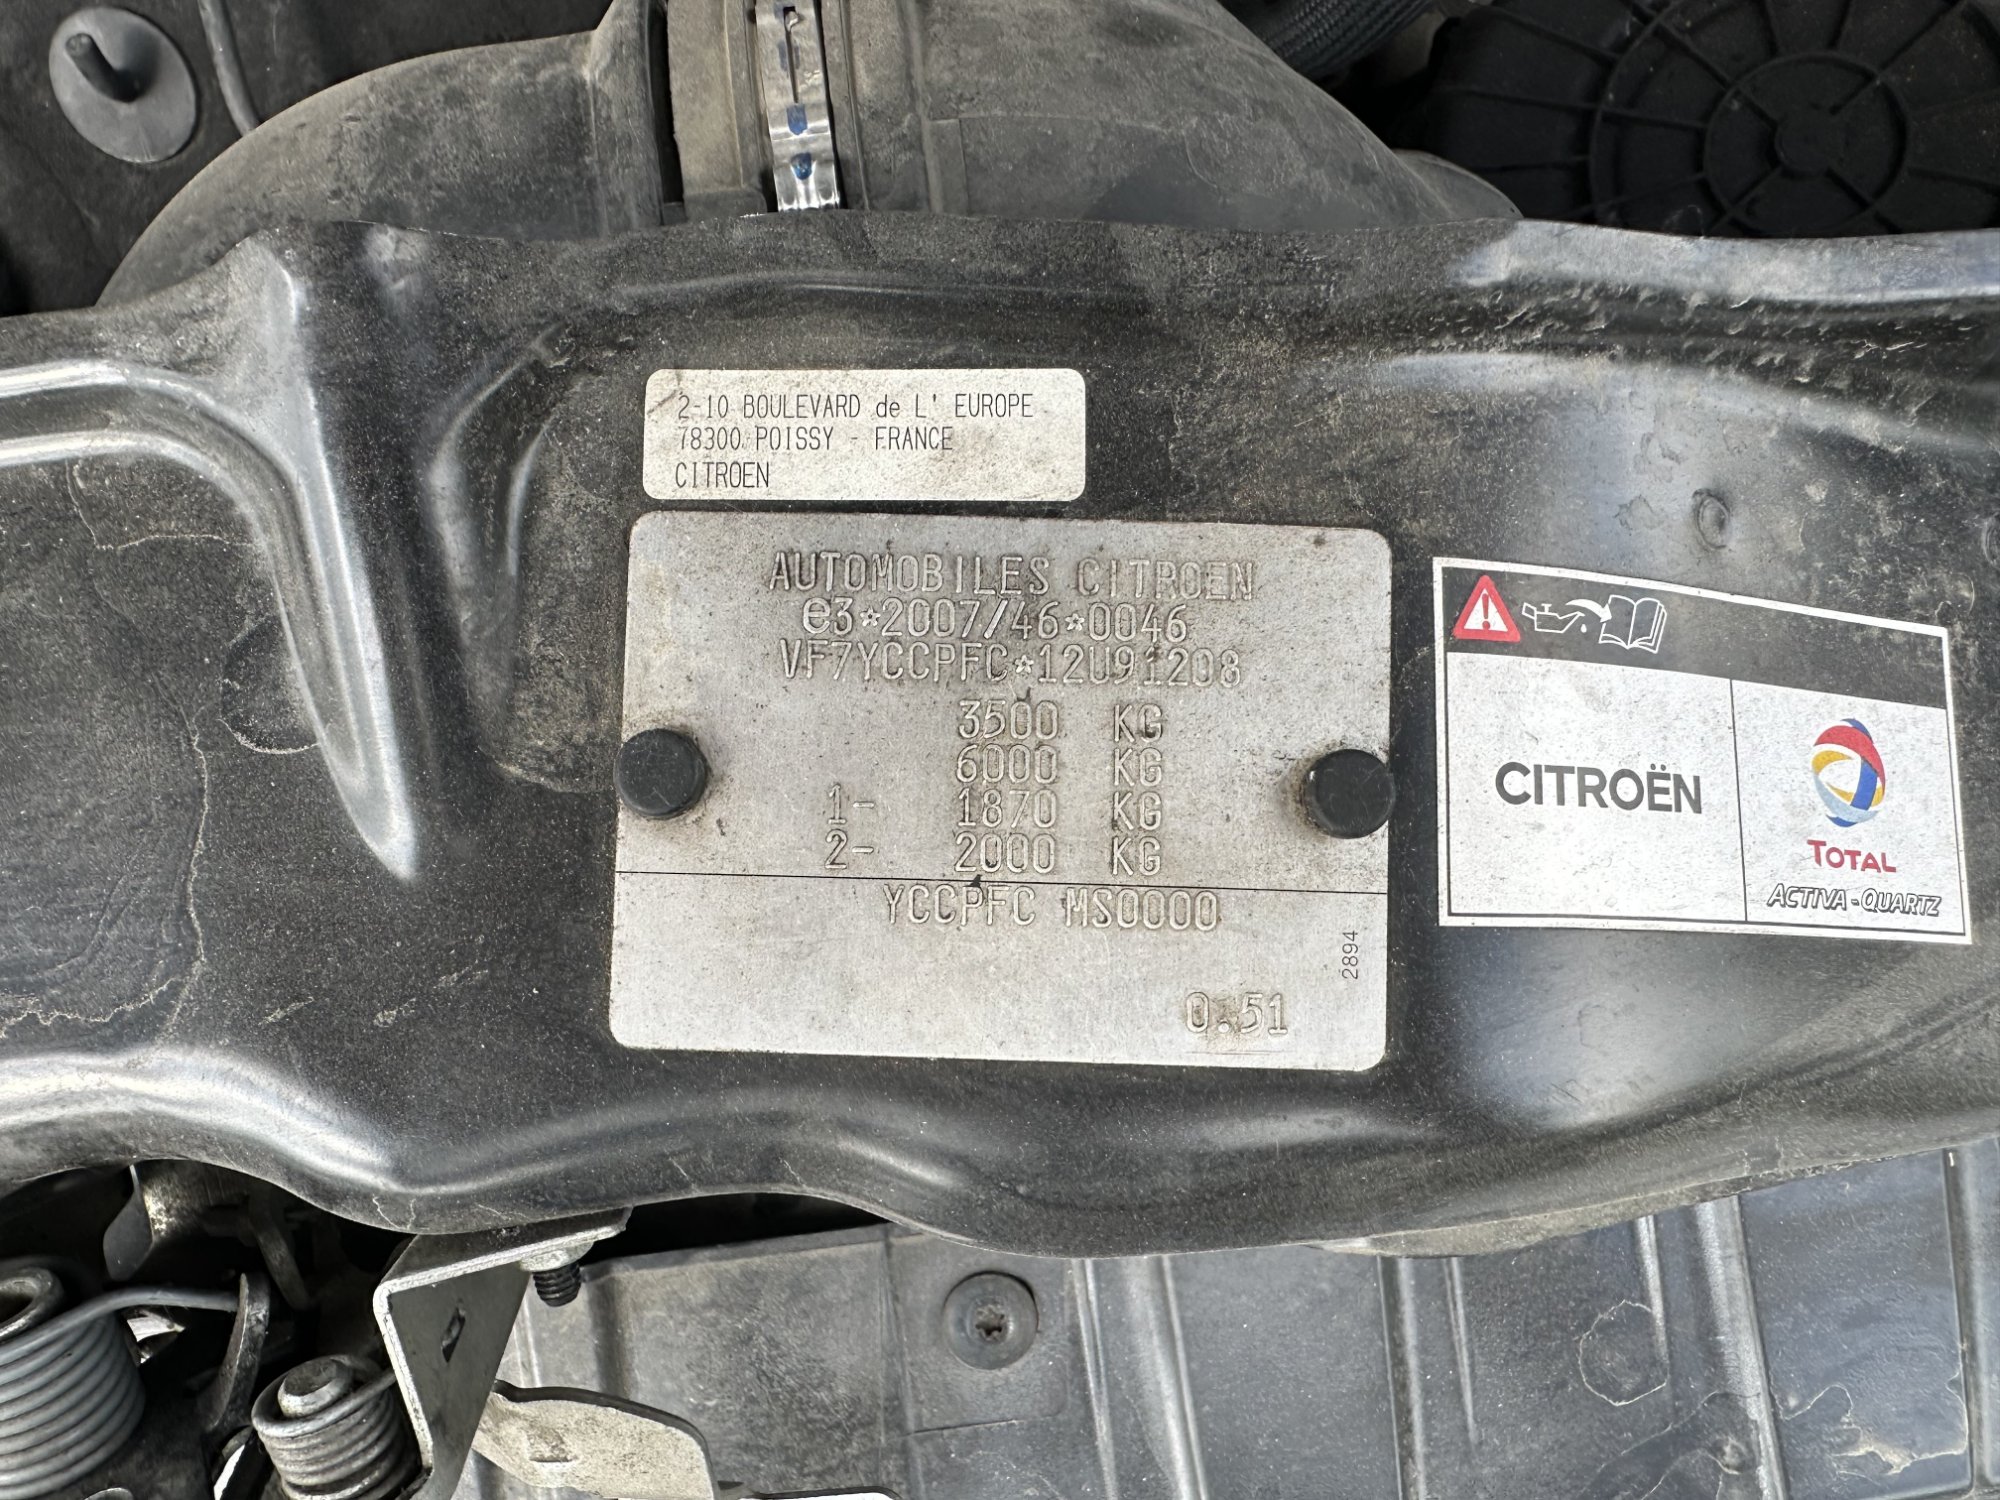 2-10 BOULEVARD de L' EUROPE
78300 POISSY - FRANCE
CITROEN
AUTOMOBILES CITROEN
e3*2007/46*0046
VF7YCCPFC*12U91208
3500 KG
6000 KG
1- 1870 KG
2- 2000 KG
YCCPFC MS0000
2894
0.51
CITROËN
TOTAL
ACTIVA-QUARTZ